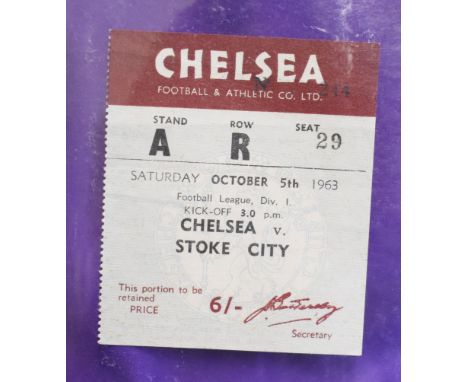 CHELSEA
FOOTBALL & ATHLETIC CO. LTD.
STAND ROW SEAT
A R 29
SATURDAY OCTOBER 5th 1963
Football League, Div. I.
KICK-OFF 3.0 p.m.
CHELSEA v.
STOKE CITY
This portion to be
retained
PRICE 6/-
Secretary